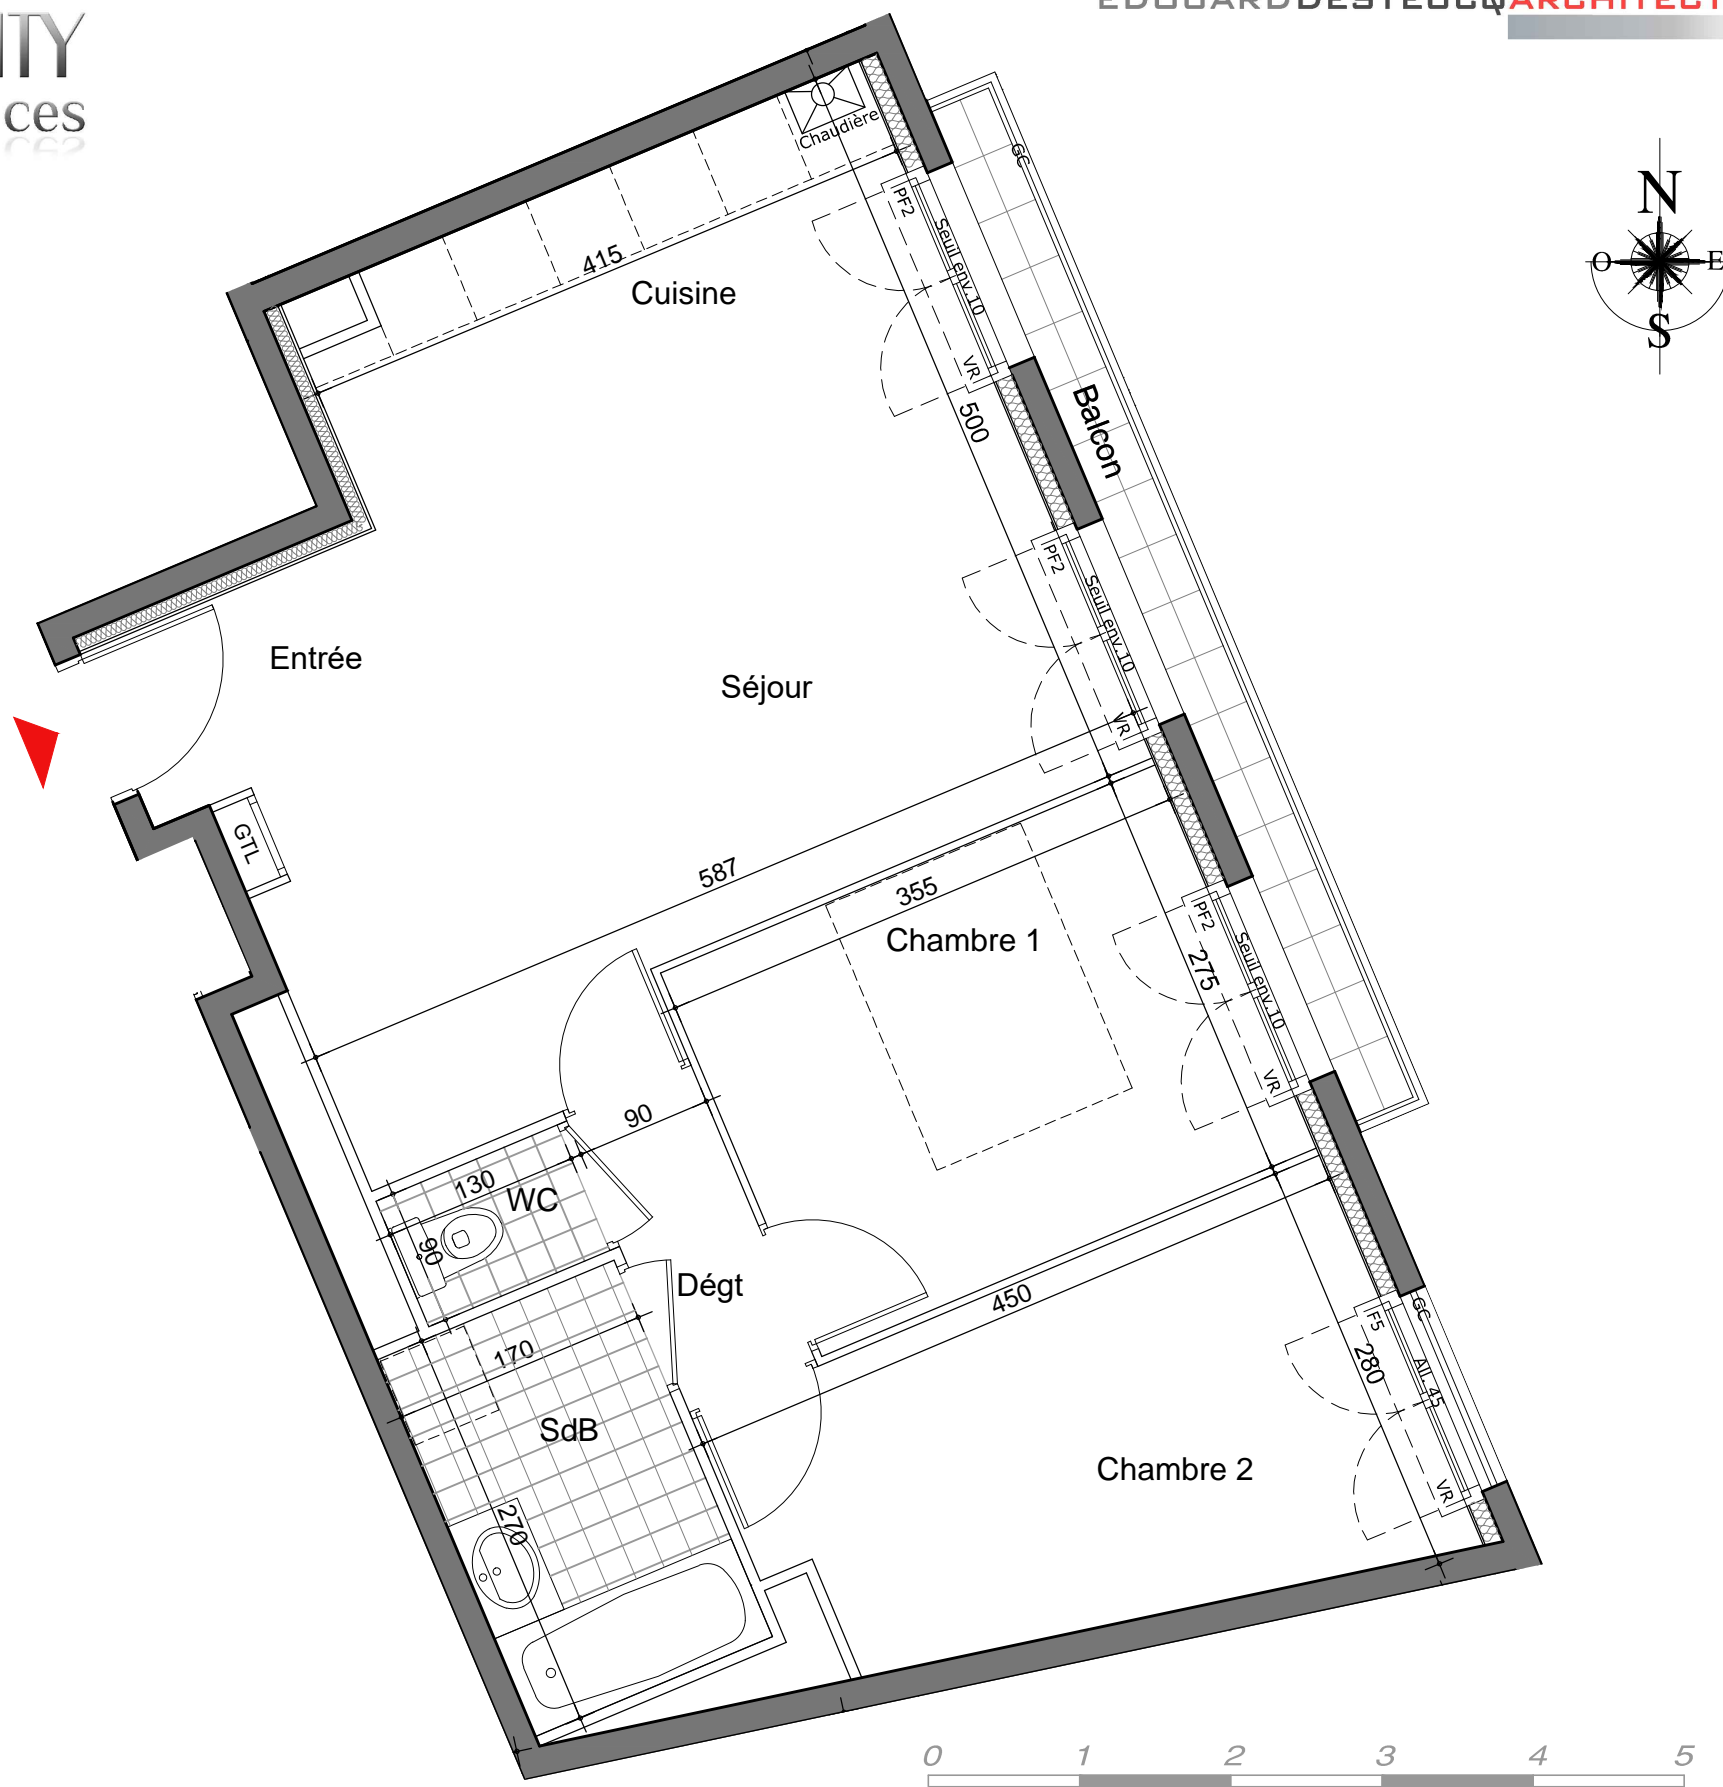 ITY
ces
EDOUARDDESTEUCQARCHITECT
N
O
E
S
Chaudière
GC
PF2
Seuil env.10
VR
415
Cuisine
500
Balcon
PF2
Seuil env.10
VR
Entrée
Séjour
GTL
587
355
Chambre 1
PF2
Seuil env.10
275
VR
90
130
WC
90
Dégt
450
GC
F5
All. 45
280
VR
170
SdB
Chambre 2
270
0 1 2 3 4 5